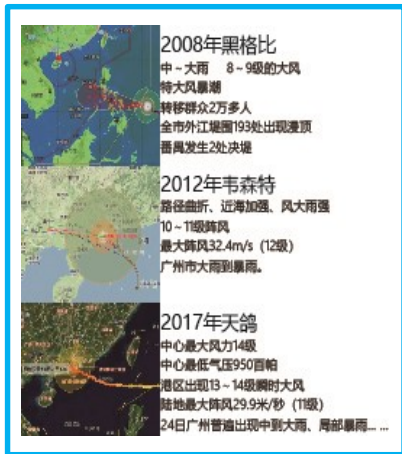 2008年黑格比
中~大雨 8~9级的大风
特大风暴潮
转移群众2万多人
全市外江堤围193处出现漫顶
番禺发生2处决堤
2012年韦森特
路径曲折、近海加强、风大雨强
10~11级阵风
最大阵风32.4m/s（12级）
广州市大雨到暴雨。
2017年天鸽
中心最大风力14级
中心最低气压950百帕
港区出现13~14级瞬时大风
陆地最大阵风29.9米/秒（11级）
24日广州普遍出现中到大雨、局部暴雨... ...